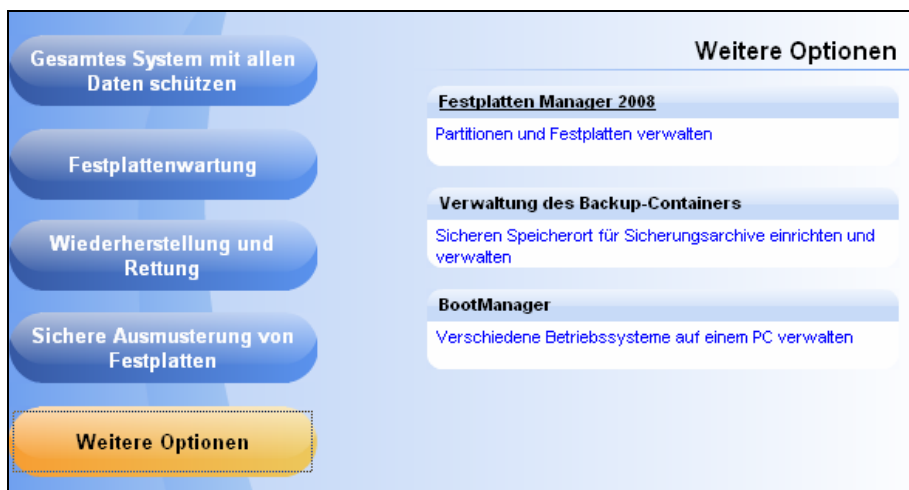 Gesamtes System mit allen
Daten schützen
Festplattenwartung
Wiederherstellung und
Rettung
Sichere Ausmusterung von
Festplatten
Weitere Optionen
Weitere Optionen
Festplatten Manager 2008
Partitionen und Festplatten verwalten
Verwaltung des Backup-Containers
Sicheren Speicherort für Sicherungsarchive einrichten und
verwalten
BootManager
Verschiedene Betriebssysteme auf einem PC verwalten